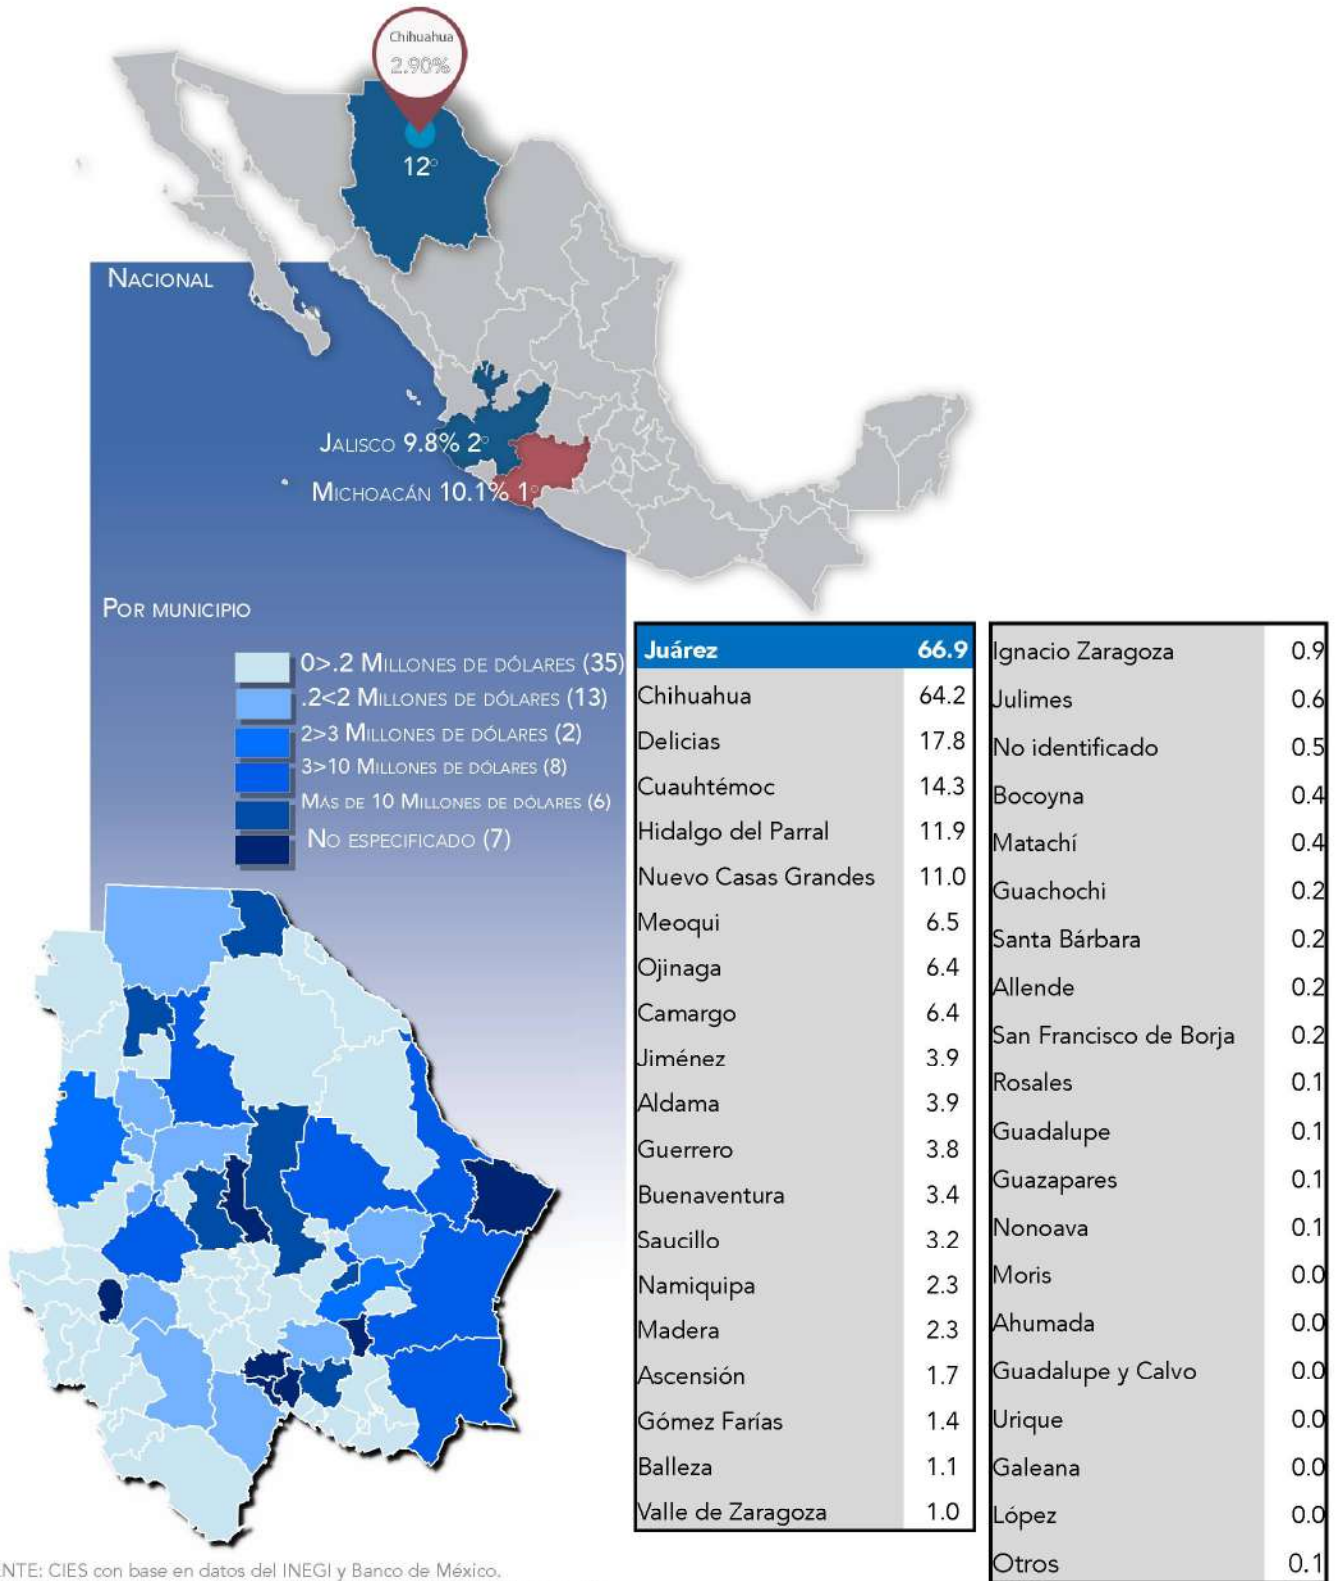 Chihuahua
2.90%
12°
NACIONAL
JALISCO 9.8% 2°
MICHOACÁN 10.1% 1°
POR MUNICIPIO
0>.2 MILLONES DE DÓLARES (35)
.2<2 MILLONES DE DÓLARES (13)
2>3 MILLONES DE DÓLARES (2)
3>10 MILLONES DE DÓLARES (8)
MÁS DE 10 MILLONES DE DÓLARES (6)
NO ESPECIFICADO (7)
Juárez 66.9
Chihuahua 64.2
Delicias 17.8
Cuauhtémoc 14.3
Hidalgo del Parral 11.9
Nuevo Casas Grandes 11.0
Meoqui 6.5
Ojinaga 6.4
Camargo 6.4
Jiménez 3.9
Aldama 3.9
Guerrero 3.8
Buenaventura 3.4
Saucillo 3.2
Namiquipa 2.3
Madera 2.3
Ascensión 1.7
Gómez Farías 1.4
Balleza 1.1
Valle de Zaragoza 1.0
Ignacio Zaragoza 0.9
Julimes 0.6
No identificado 0.5
Bocoyna 0.4
Matachí 0.4
Guachochi 0.2
Santa Bárbara 0.2
Allende 0.2
San Francisco de Borja 0.2
Rosales 0.1
Guadalupe 0.1
Guazapares 0.1
Nonoava 0.1
Moris 0.0
Ahumada 0.0
Guadalupe y Calvo 0.0
Urique 0.0
Galeana 0.0
López 0.0
Otros 0.1
NTE: CIES con base en datos del INEGI y Banco de México.